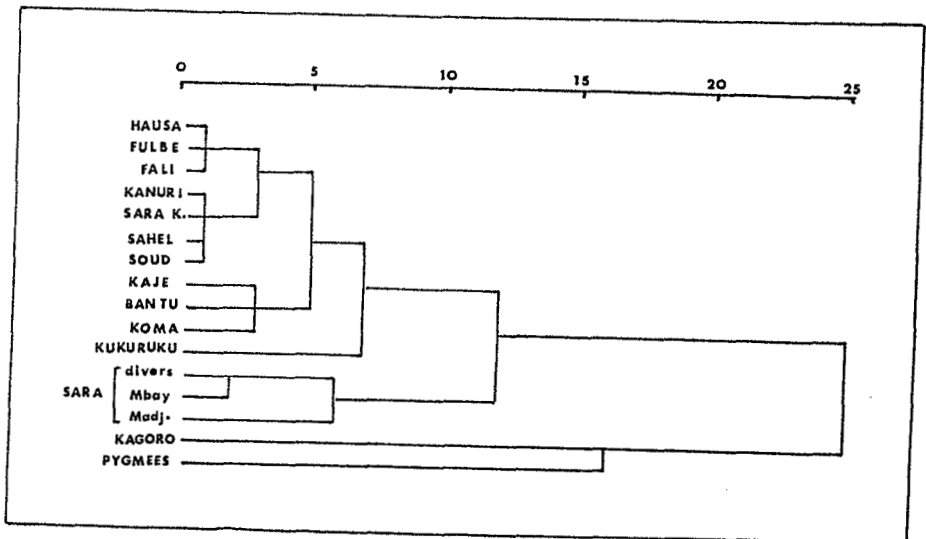 0 5 10 15 20 25
HAUSA
FULBE
FALI
KANURI
SARA K.
SAHEL
SOUD
KAJE
BANTU
KOMA
KUKURUKU
divers
SARA Mbay
Madj.
KAGORO
PYGMEES